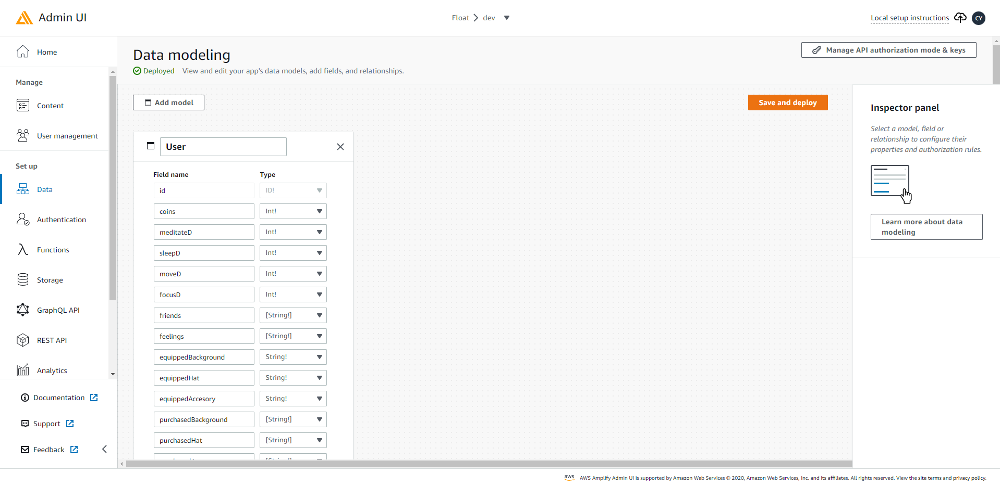 Admin UI
Float
dev
Local setup instructions
CY
Home
Manage
Content
User management
Set up
Data
Authentication
Functions
Storage
GraphQL API
REST API
Analytics
Documentation
Support
Feedback
Data modeling
Deployed View and edit your app's data models, add fields, and relationships.
Manage API authorization mode & keys
Add model
Save and deploy
User
Field name Type
id ID!
coins Int!
meditateD Int!
sleepD Int!
moveD Int!
focusD Int!
friends [String!]
feelings [String!]
equippedBackground String!
equippedHat String!
equippedAccesory String!
purchasedBackground [String!]
purchasedHat [String!]
Inspector panel
Select a model, field or
relationship to configure their
properties and authorization rules.
Learn more about data
modeling
aws AWS Amplify Admin UI is supported by Amazon Web Services © 2020, Amazon Web Services, Inc. and its affiliates. All rights reserved. View the site terms and privacy policy.